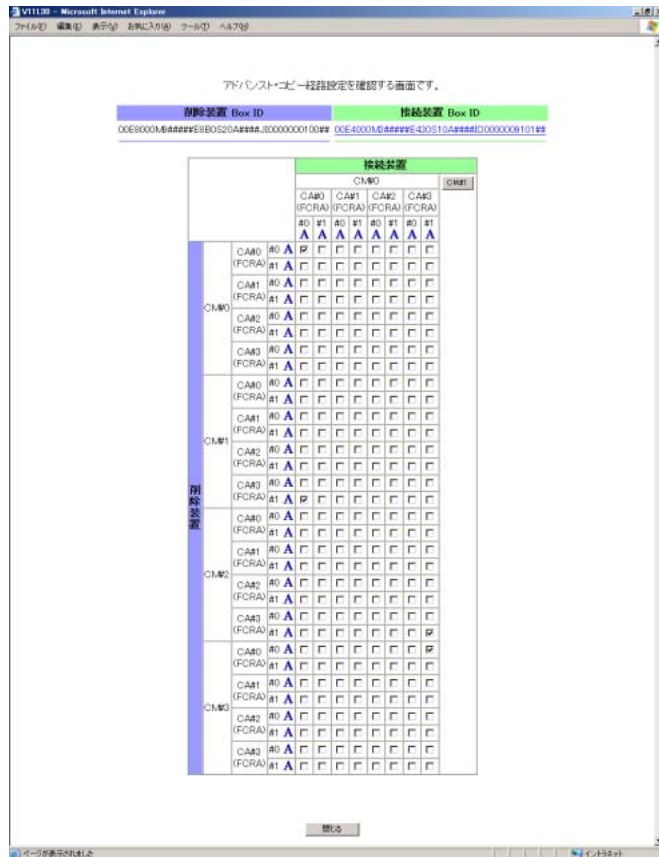 V11L30 - Microsoft Internet Explorer
ファイル(F) 編集(E) 表示(V) お気に入り(A) ツール(T) ヘルプ(H)
アドバンスト・コピー経路設定を確認する画面です。
削除装置 Box ID 接続装置 Box ID
00E8000M3#####E8B0S20A####JI0000000100## 00E4000M3#####E430S10A####IO0000009101##
接続装置
CM#0 CM#1
CA#0 CA#1 CA#2 CA#3
(FCRA) (FCRA) (FCRA) (FCRA)
#0 #1 #0 #1 #0 #1 #0 #1
A A A A A A A A
削除装置
CM#0
CA#0 (FCRA) #0 A
#1 A
CA#1 (FCRA) #0 A
#1 A
CA#2 (FCRA) #0 A
#1 A
CA#3 (FCRA) #0 A
#1 A
CM#1
CA#0 (FCRA) #0 A
#1 A
CA#1 (FCRA) #0 A
#1 A
CA#2 (FCRA) #0 A
#1 A
CA#3 (FCRA) #0 A
#1 A
CM#2
CA#0 (FCRA) #0 A
#1 A
CA#1 (FCRA) #0 A
#1 A
CA#2 (FCRA) #0 A
#1 A
CA#3 (FCRA) #0 A
#1 A
CM#3
CA#0 (FCRA) #0 A
#1 A
CA#1 (FCRA) #0 A
#1 A
CA#2 (FCRA) #0 A
#1 A
CA#3 (FCRA) #0 A
#1 A
閉じる
ページが表示されました イントラネット